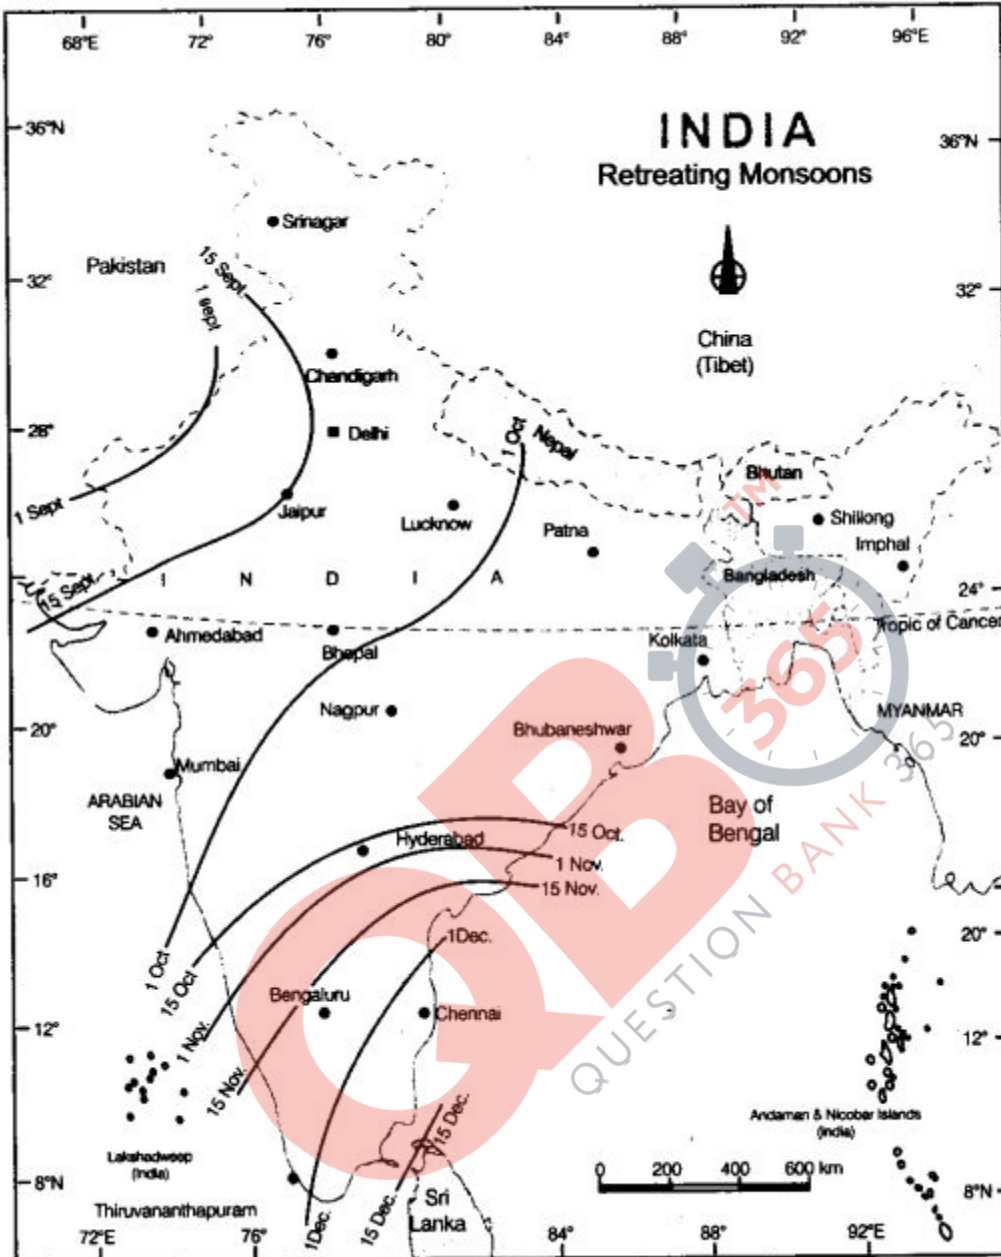 68°E 72° 76° 80° 84° 88° 92° 96°E
36°N
INDIA
36°N
Retreating Monsoons
Srinagar
15 Sept
Pakistan
32°
32°
1 sept
China
(Tibet)
Chandigarh
28°
Delhi
1 Oct
Nepal
28°
Bhutan
1 Sept
Jaipur
Lucknow
Patna
Shillong
Imphal
TM
15 Sept
I N D I A
Bangladesh
24°
Ahmedabad
Tropic of Cancer
Bhopal
Kolkata
365
Nagpur
MYANMAR
20°
Bhubaneshwar
20°
Mumbai
ARABIAN
SEA
Bay of
Bengal
Hyderabad
15 Oct.
1 Nov.
15 Nov.
16°
QB
QUESTION BANK 365
1Dec.
20°
1 Oct
15 Oct
Bengaluru
Chennai
12°
1 Nov.
12°
15 Nov.
15 Dec.
Andaman & Nicobar Islands
(India)
Lakshadweep
(India)
0 200 400 600 km
8°N
8°N
Thiruvananthapuram
1Dec.
15 Dec.
Sri
Lanka
72°E 76° 84° 88° 92°E